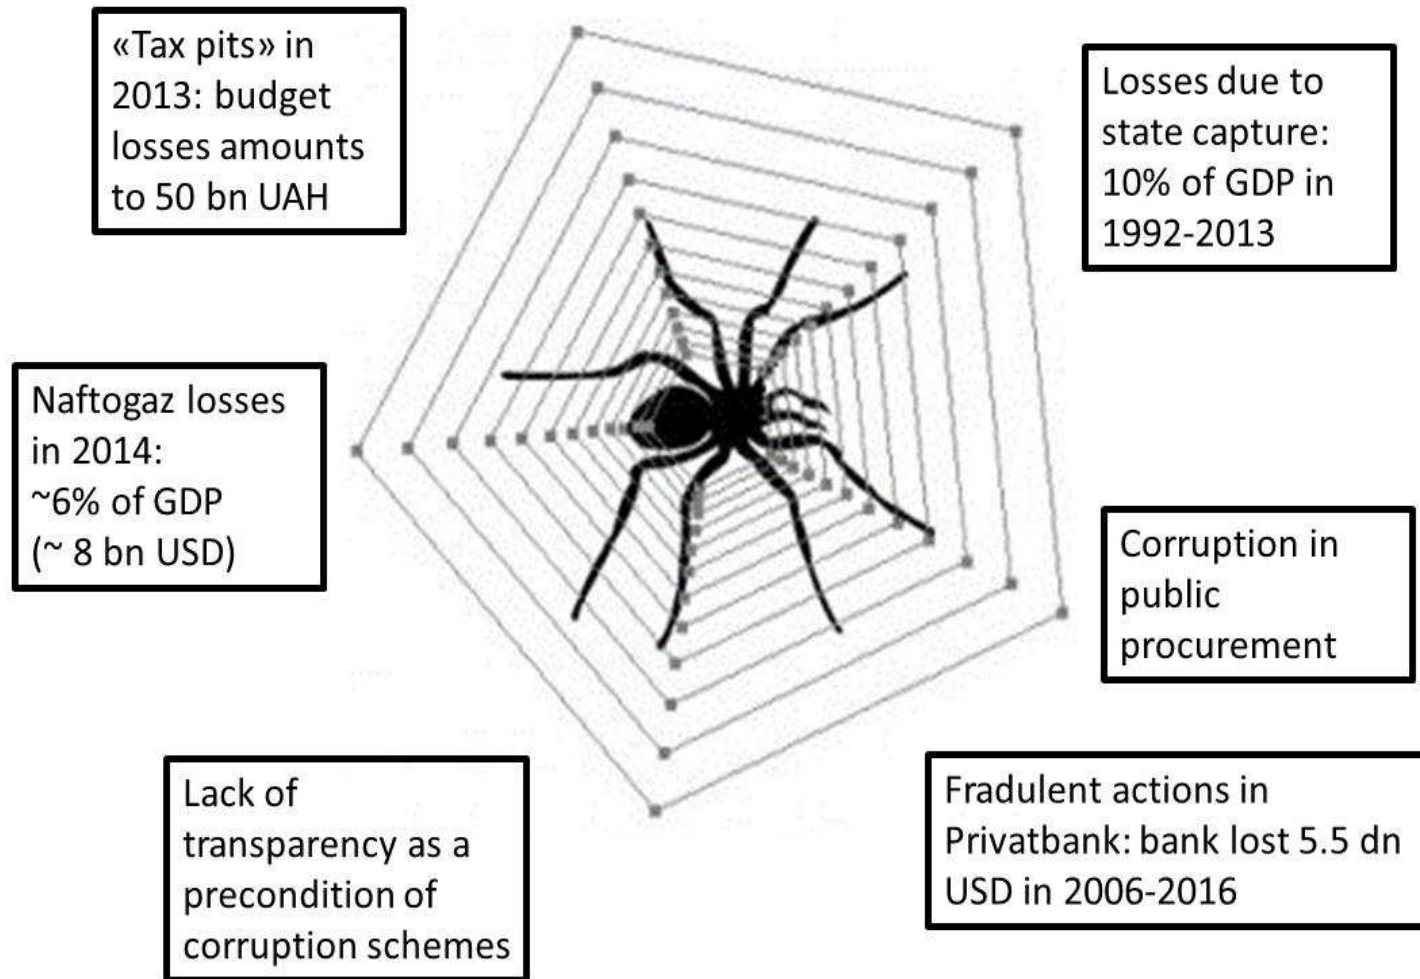 «Tax pits» in
2013: budget
losses amounts
to 50 bn UAH
Losses due to
state capture:
10% of GDP in
1992-2013
Naftogaz losses
in 2014:
~6% of GDP
(~ 8 bn USD)
Corruption in
public
procurement
Lack of
transparency as a
precondition of
corruption schemes
Fradulent actions in
Privatbank: bank lost 5.5 dn
USD in 2006-2016